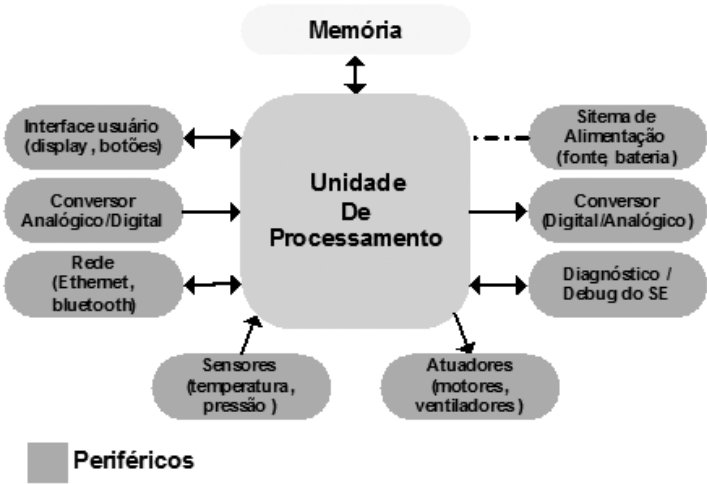 Memória
Interface usuário
(display, botões)
Conversor
Analógico/Digital
Rede
(Ethernet,
bluetooth)
Unidade
De
Processamento
Sitema de
Alimentação
(fonte, bateria)
Conversor
(Digital/Analógico)
Diagnóstico /
Debug do SE
Sensores
(temperatura,
pressão )
Atuadores
(motores,
ventiladores)
Periféricos